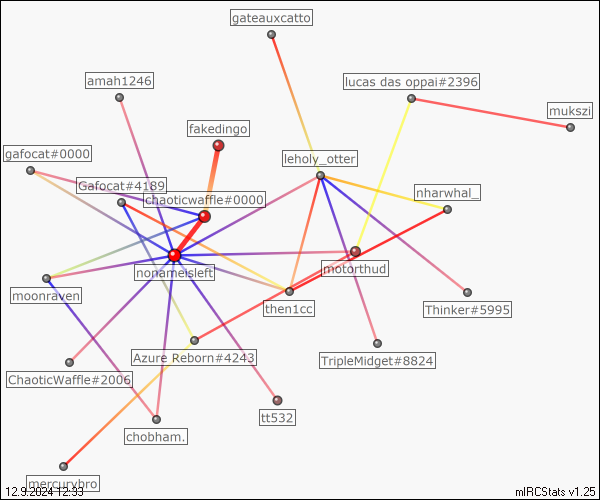 gateauxcatto
amah1246
lucas das oppai#2396
mukszi
fakedingo
gafocat#0000
leholy_otter
Gafocat#4189
nharwhal_
chaoticwaffle#0000
nonameisleft
motorthud
moonraven
then1cc
Thinker#5995
Azure Reborn#4243
TripleMidget#8824
ChaoticWaffle#2006
tt532
chobham.
mercurybro
12.9.2024 12:33
mIRCStats v1.25